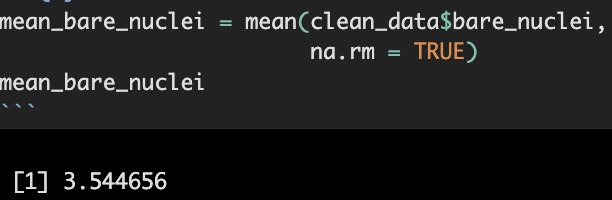 mean_bare_nuclei = mean(clean_data$bare_nuclei,
na.rm = TRUE)
mean_bare_nuclei
```
[1] 3.544656